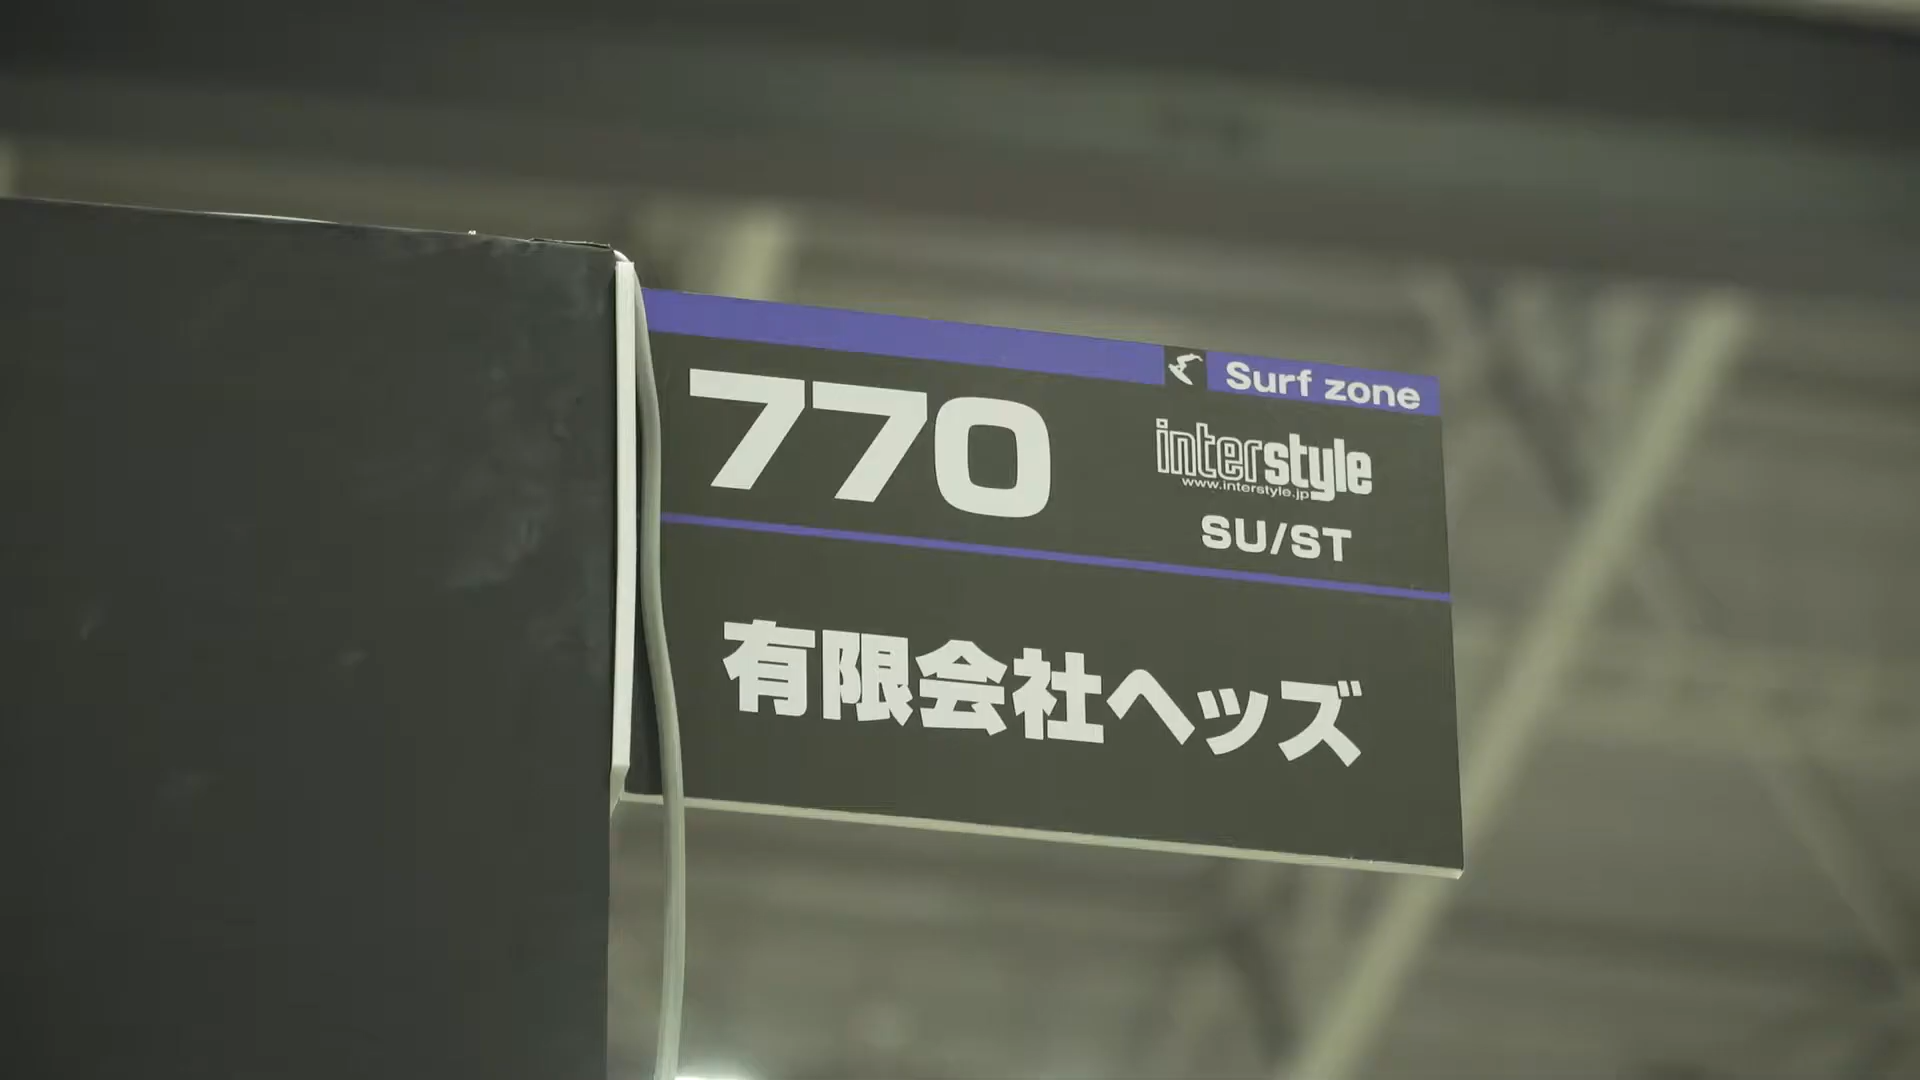 Surf zone
770
interstyle
www.interstyle.jp
SU/ST
有限会社ヘッズ